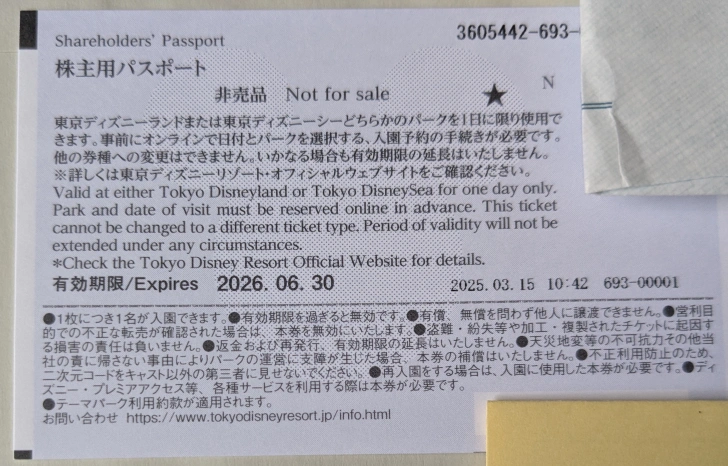 Shareholders' Passport
3605442-693-
株主用パスポート
非売品 Not for sale ★ N
東京ディズニーランドまたは東京ディズニーシーどちらかのパークを1日に限り使用で
きます。事前にオンラインで日付とパークを選択する、入園予約の手続きが必要です。
他の券種への変更はできません。いかなる場合も有効期限の延長はいたしません。
※詳しくは東京ディズニーリゾート・オフィシャルウェブサイトをご確認ください。
Valid at either Tokyo Disneyland or Tokyo DisneySea for one day only.
Park and date of visit must be reserved online in advance. This ticket
cannot be changed to a different ticket type. Period of validity will not be
extended under any circumstances.
*Check the Tokyo Disney Resort Official Website for details.
有効期限/Expires 2026. 06. 30 2025. 03. 15 10:42 693-00001
●1枚につき1名が入園できます。●有効期限を過ぎると無効です。●有償、無償を問わず他人に譲渡できません。●営利目
的での不正な転売が確認された場合は、本券を無効にいたします。●盗難・紛失等や加工・複製されたチケットに起因す
る損害の責任は負いません。●返金および再発行、有効期限の延長はいたしません。●天災地変等の不可抗力その他当
社の責に帰さない事由によりパークの運営に支障が生じた場合、本券の補償はいたしません。●不正利用防止のため、
二次元コードをキャスト以外の第三者に見せないでください。●再入園をする場合は、入園に使用した本券が必要です。●ディ
ズニー・プレミアアクセス等、各種サービスを利用する際は本券が必要です。
●テーマパーク利用約款が適用されます。
お問い合わせ https://www.tokyodisneyresort.jp/info.html